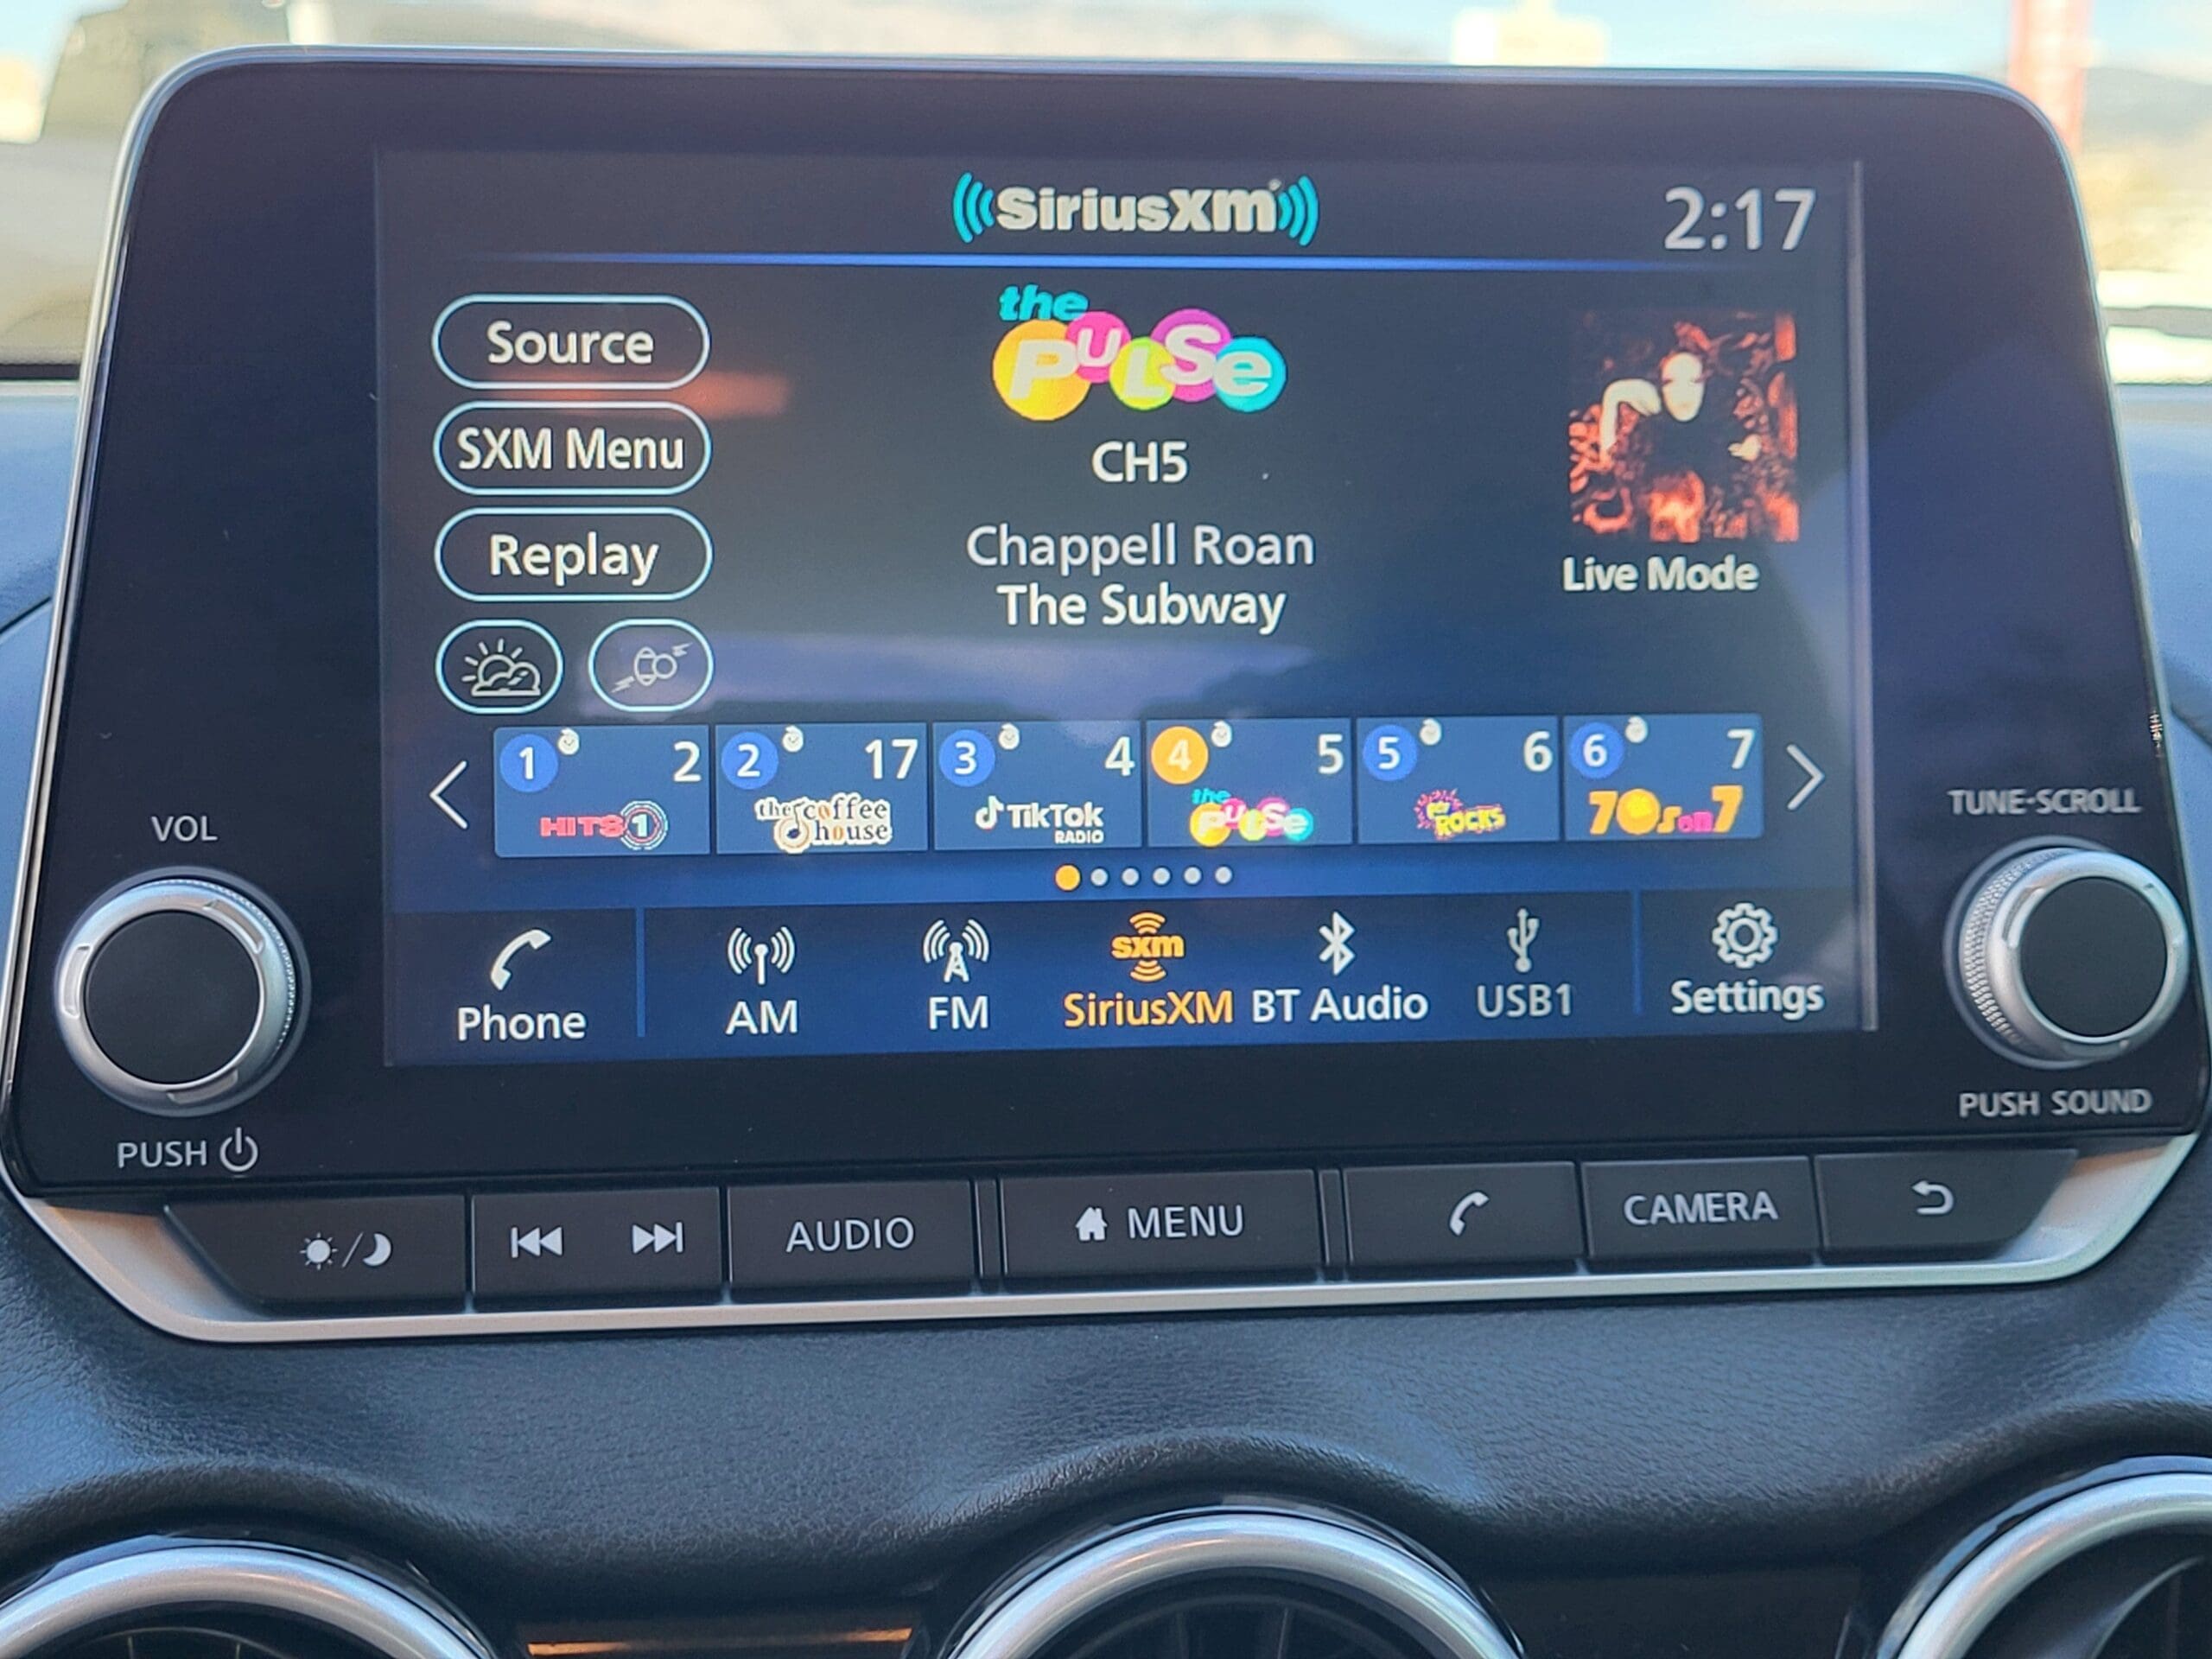 SiriusXM
2:17
Source
SXM Menu
Replay
the
PULSe
CH5
Chappell Roan
The Subway
Live Mode
1 2
HITS 1
2 17
the coffee
house
3 4
TikTok
RADIO
4 5
the
PULSe
5 6
ROCKS
6 7
70s on 7
Phone
AM
FM
sxm
SiriusXM
BT Audio
USB1
Settings
VOL
PUSH
TUNE·SCROLL
PUSH SOUND
AUDIO
MENU
CAMERA